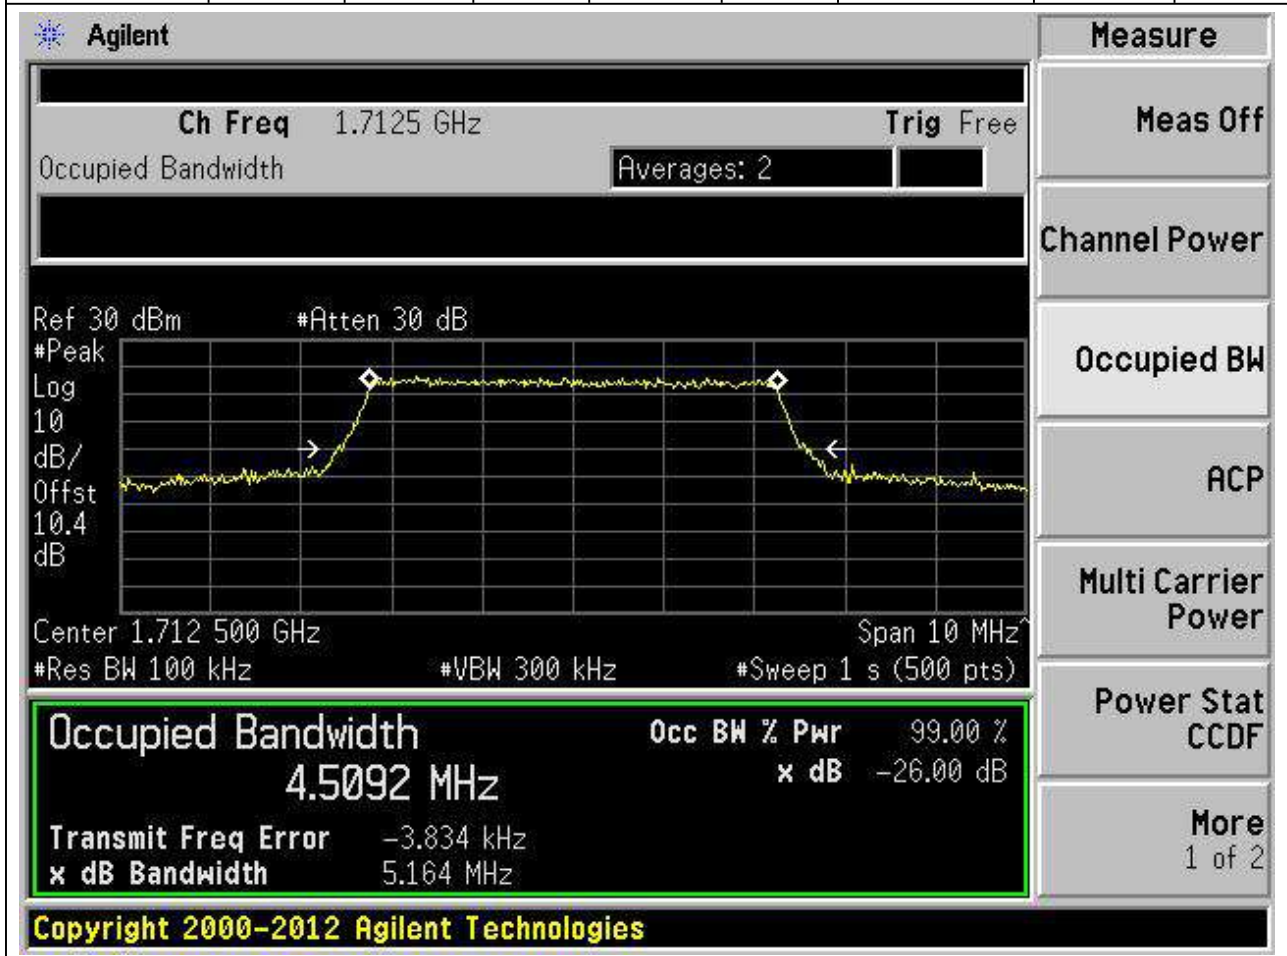 Agilent
Measure
Ch Freq 1.7125 GHz Trig Free
Meas Off
Occupied Bandwidth Averages: 2
Channel Power
Ref 30 dBm #Atten 30 dB
#Peak
Log
10
dB/
Offst
10.4
dB
Occupied BW
ACP
Center 1.712 500 GHz Span 10 MHz^
#Res BW 100 kHz #VBW 300 kHz #Sweep 1 s (500 pts)
Multi Carrier
Power
Occupied Bandwidth Occ BW % Pwr 99.00 %
4.5092 MHz x dB -26.00 dB
Transmit Freq Error -3.834 kHz
x dB Bandwidth 5.164 MHz
Power Stat
CCDF
More
1 of 2
Copyright 2000-2012 Agilent Technologies